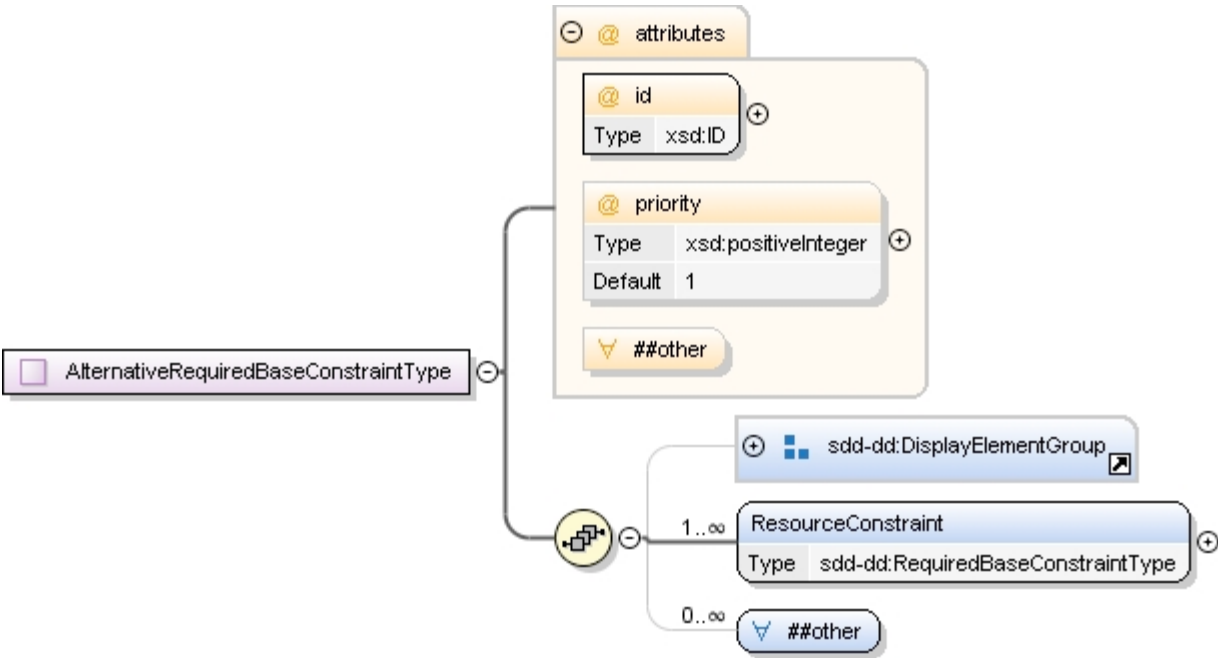 @ attributes
@ id
Type xsd:ID
@ priority
Type xsd:positiveInteger
Default 1
∀ ##other
AlternativeRequiredBaseConstraintType
sdd-dd:DisplayElementGroup
1..∞ ResourceConstraint
Type sdd-dd:RequiredBaseConstraintType
0..∞ ∀ ##other